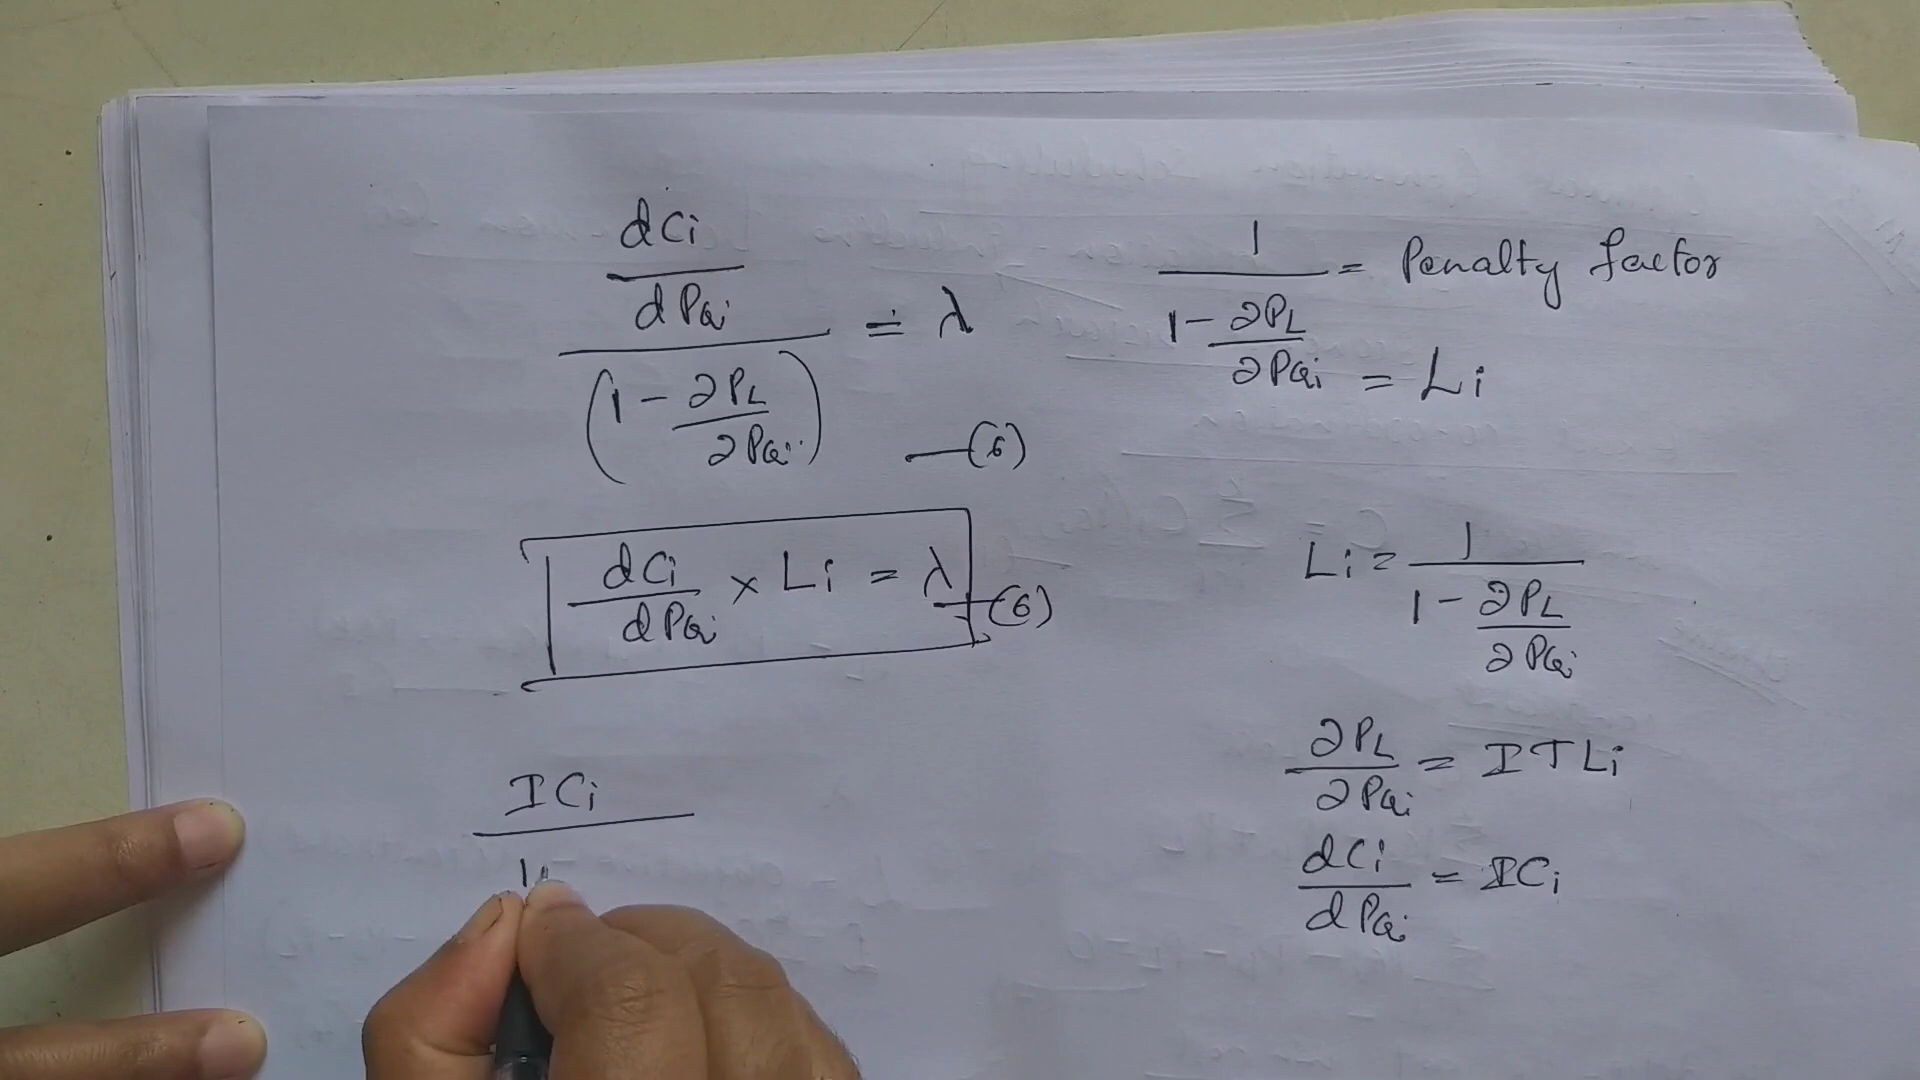 dCi
dPGi
= λ
(1 - ∂PL
∂PGi)
—(6)
dCi
dPGi
× Li = λ
—(6)
ICi
1
1
1 - ∂PL
∂PGi
= Penalty factor
= Li
Li = 1
1 - ∂PL
∂PGi
∂PL
∂PGi
= ITLi
dCi
dPGi
= ICi